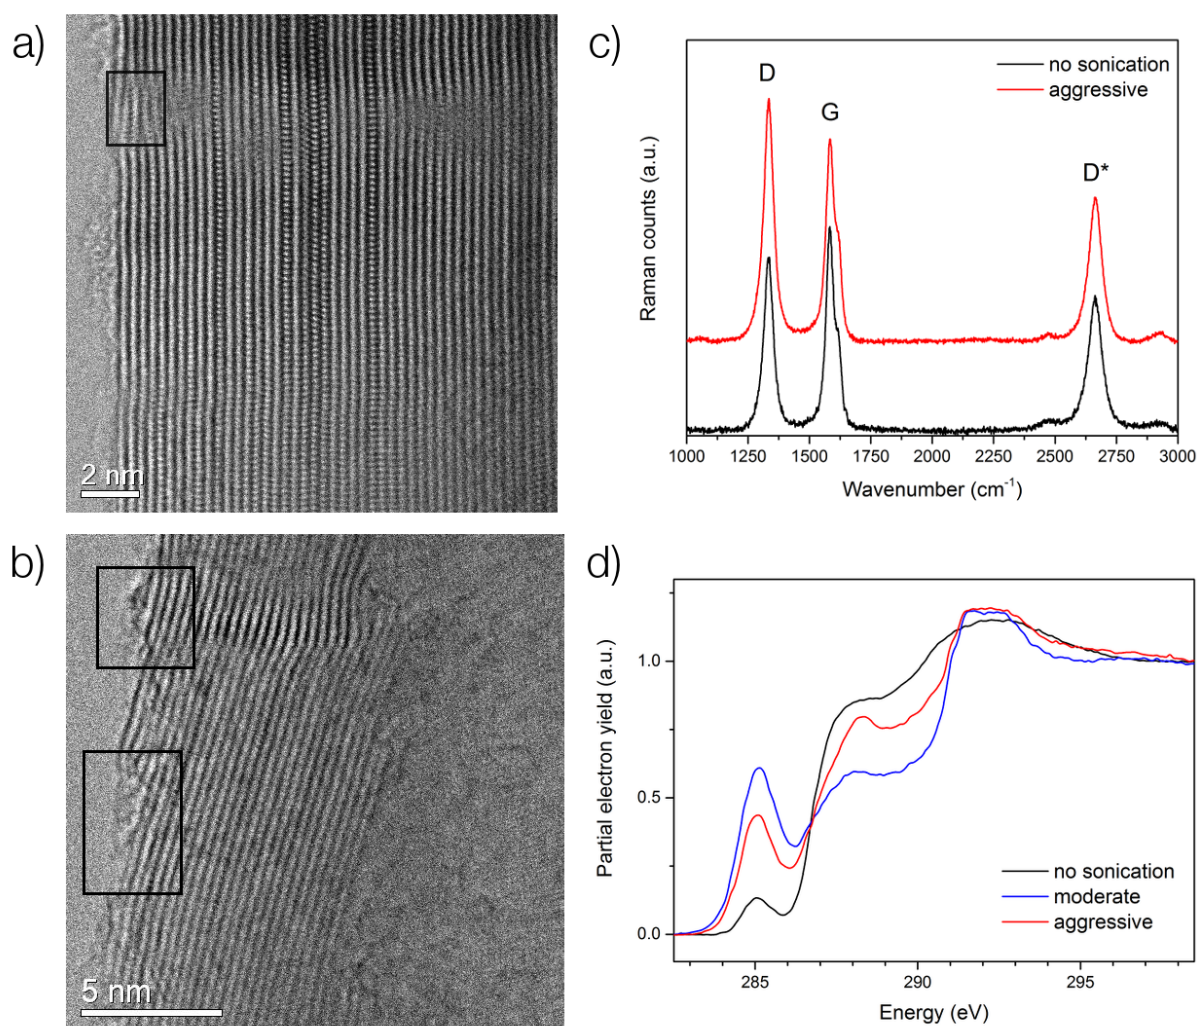 a)
2 nm
b)
5 nm
c)
no sonication
aggressive
D
G
D*
Raman counts (a.u.)
1000 1250 1500 1750 2000 2250 2500 2750 3000
Wavenumber (cm⁻¹)
d)
Partial electron yield (a.u.)
1.0
0.5
0.0
no sonication
moderate
aggressive
285 290 295
Energy (eV)